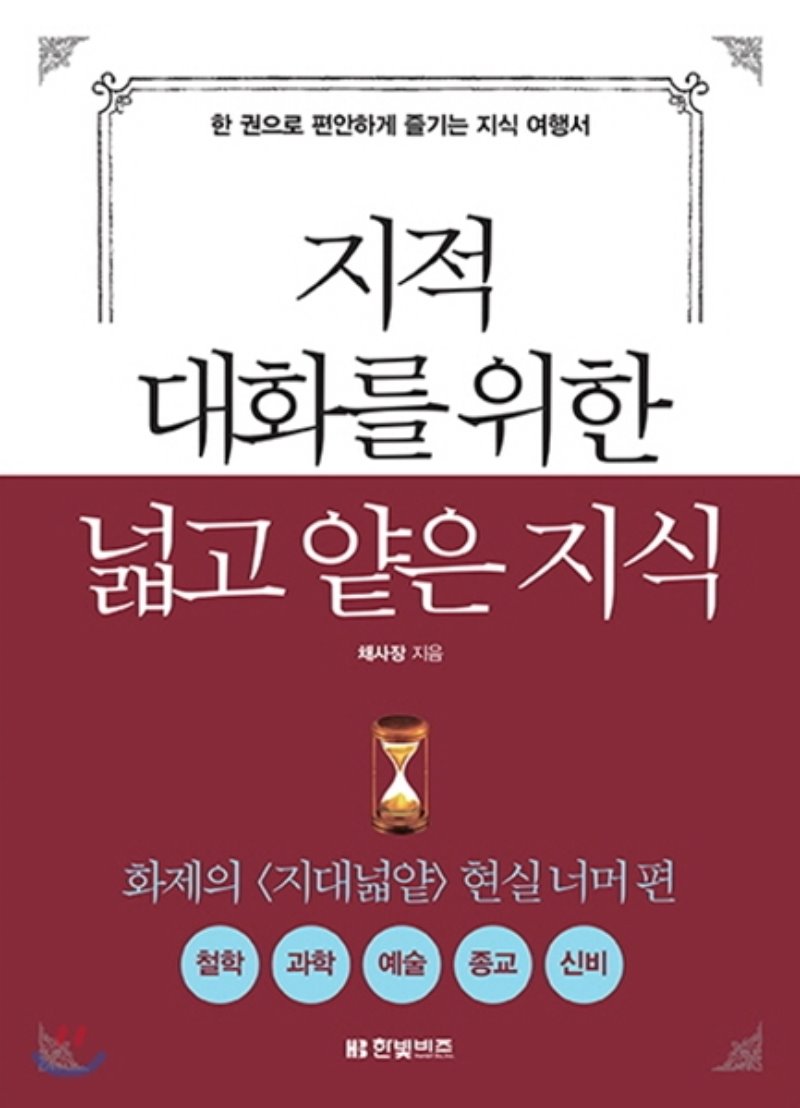 한 권으로 편안하게 즐기는 지식 여행서
지적
대화를 위한
넓고 얕은 지식
채사장 지음
화제의 <지대넓얕> 현실 너머 편
철학 과학 예술 종교 신비
HB 한빛비즈